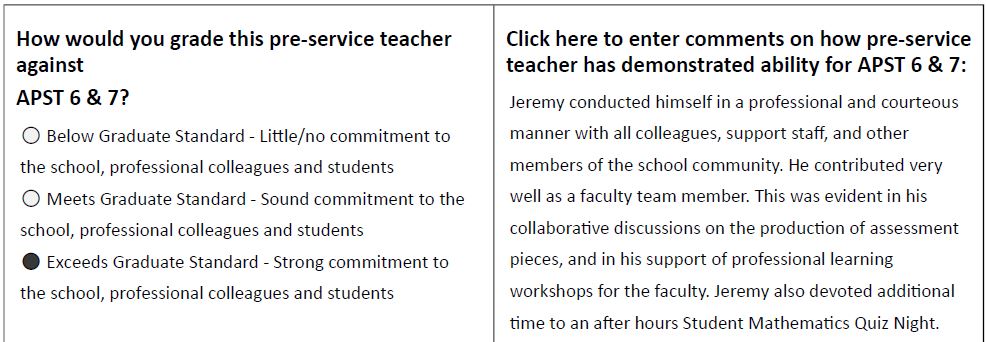 How would you grade this pre-service teacher
against
APST 6 & 7?
○ Below Graduate Standard - Little/no commitment to
the school, professional colleagues and students
○ Meets Graduate Standard - Sound commitment to the
school, professional colleagues and students
● Exceeds Graduate Standard - Strong commitment to
the school, professional colleagues and students
Click here to enter comments on how pre-service
teacher has demonstrated ability for APST 6 & 7:
Jeremy conducted himself in a professional and courteous
manner with all colleagues, support staff, and other
members of the school community. He contributed very
well as a faculty team member. This was evident in his
collaborative discussions on the production of assessment
pieces, and in his support of professional learning
workshops for the faculty. Jeremy also devoted additional
time to an after hours Student Mathematics Quiz Night.